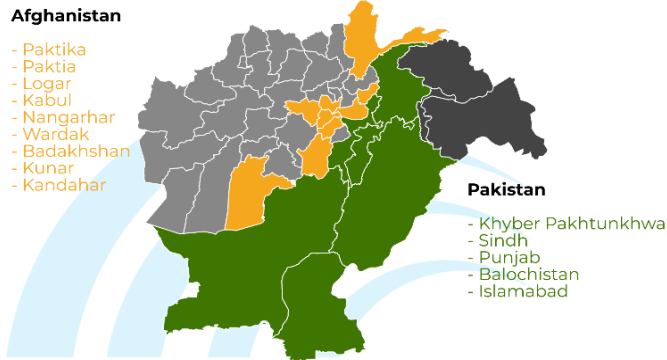 Afghanistan
- Paktika
- Paktia
- Logar
- Kabul
- Nangarhar
- Wardak
- Badakhshan
- Kunar
- Kandahar
Pakistan
- Khyber Pakhtunkhwa
- Sindh
- Punjab
- Balochistan
- Islamabad